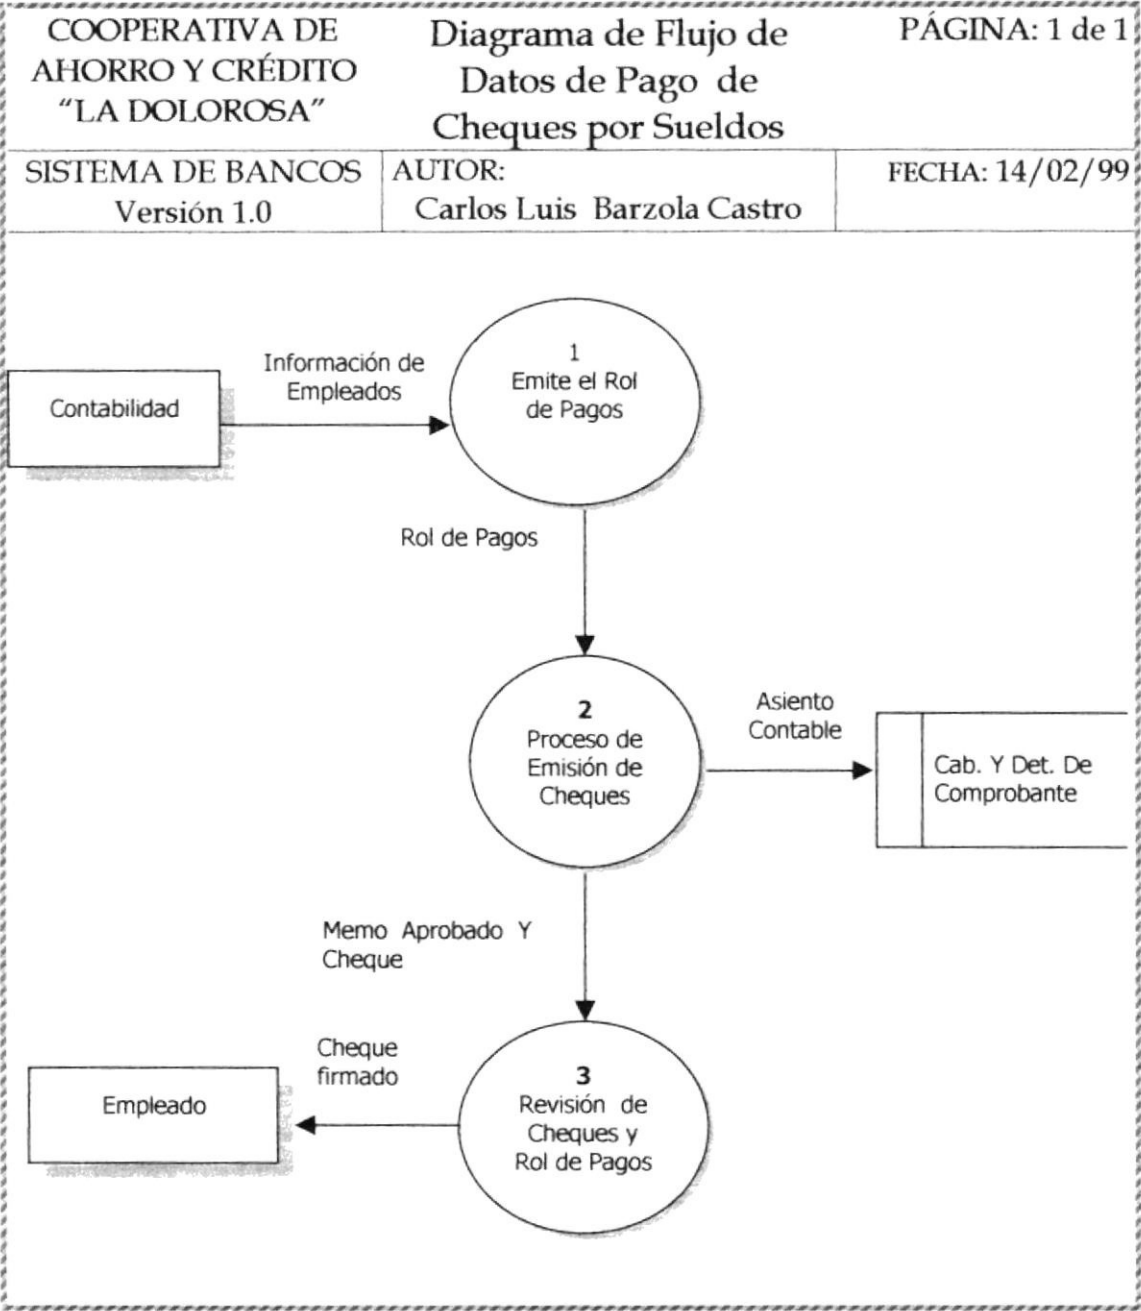 COOPERATIVA DE
AHORRO Y CRÉDITO
“LA DOLOROSA”
Diagrama de Flujo de
Datos de Pago de
Cheques por Sueldos
PÁGINA: 1 de 1
SISTEMA DE BANCOS
Versión 1.0
AUTOR:
Carlos Luis Barzola Castro
FECHA: 14/02/99
Contabilidad
Información de
Empleados
1
Emite el Rol
de Pagos
Rol de Pagos
2
Proceso de
Emisión de
Cheques
Asiento
Contable
Cab. Y Det. De
Comprobante
Memo Aprobado Y
Cheque
Cheque
firmado
Empleado
3
Revisión de
Cheques y
Rol de Pagos